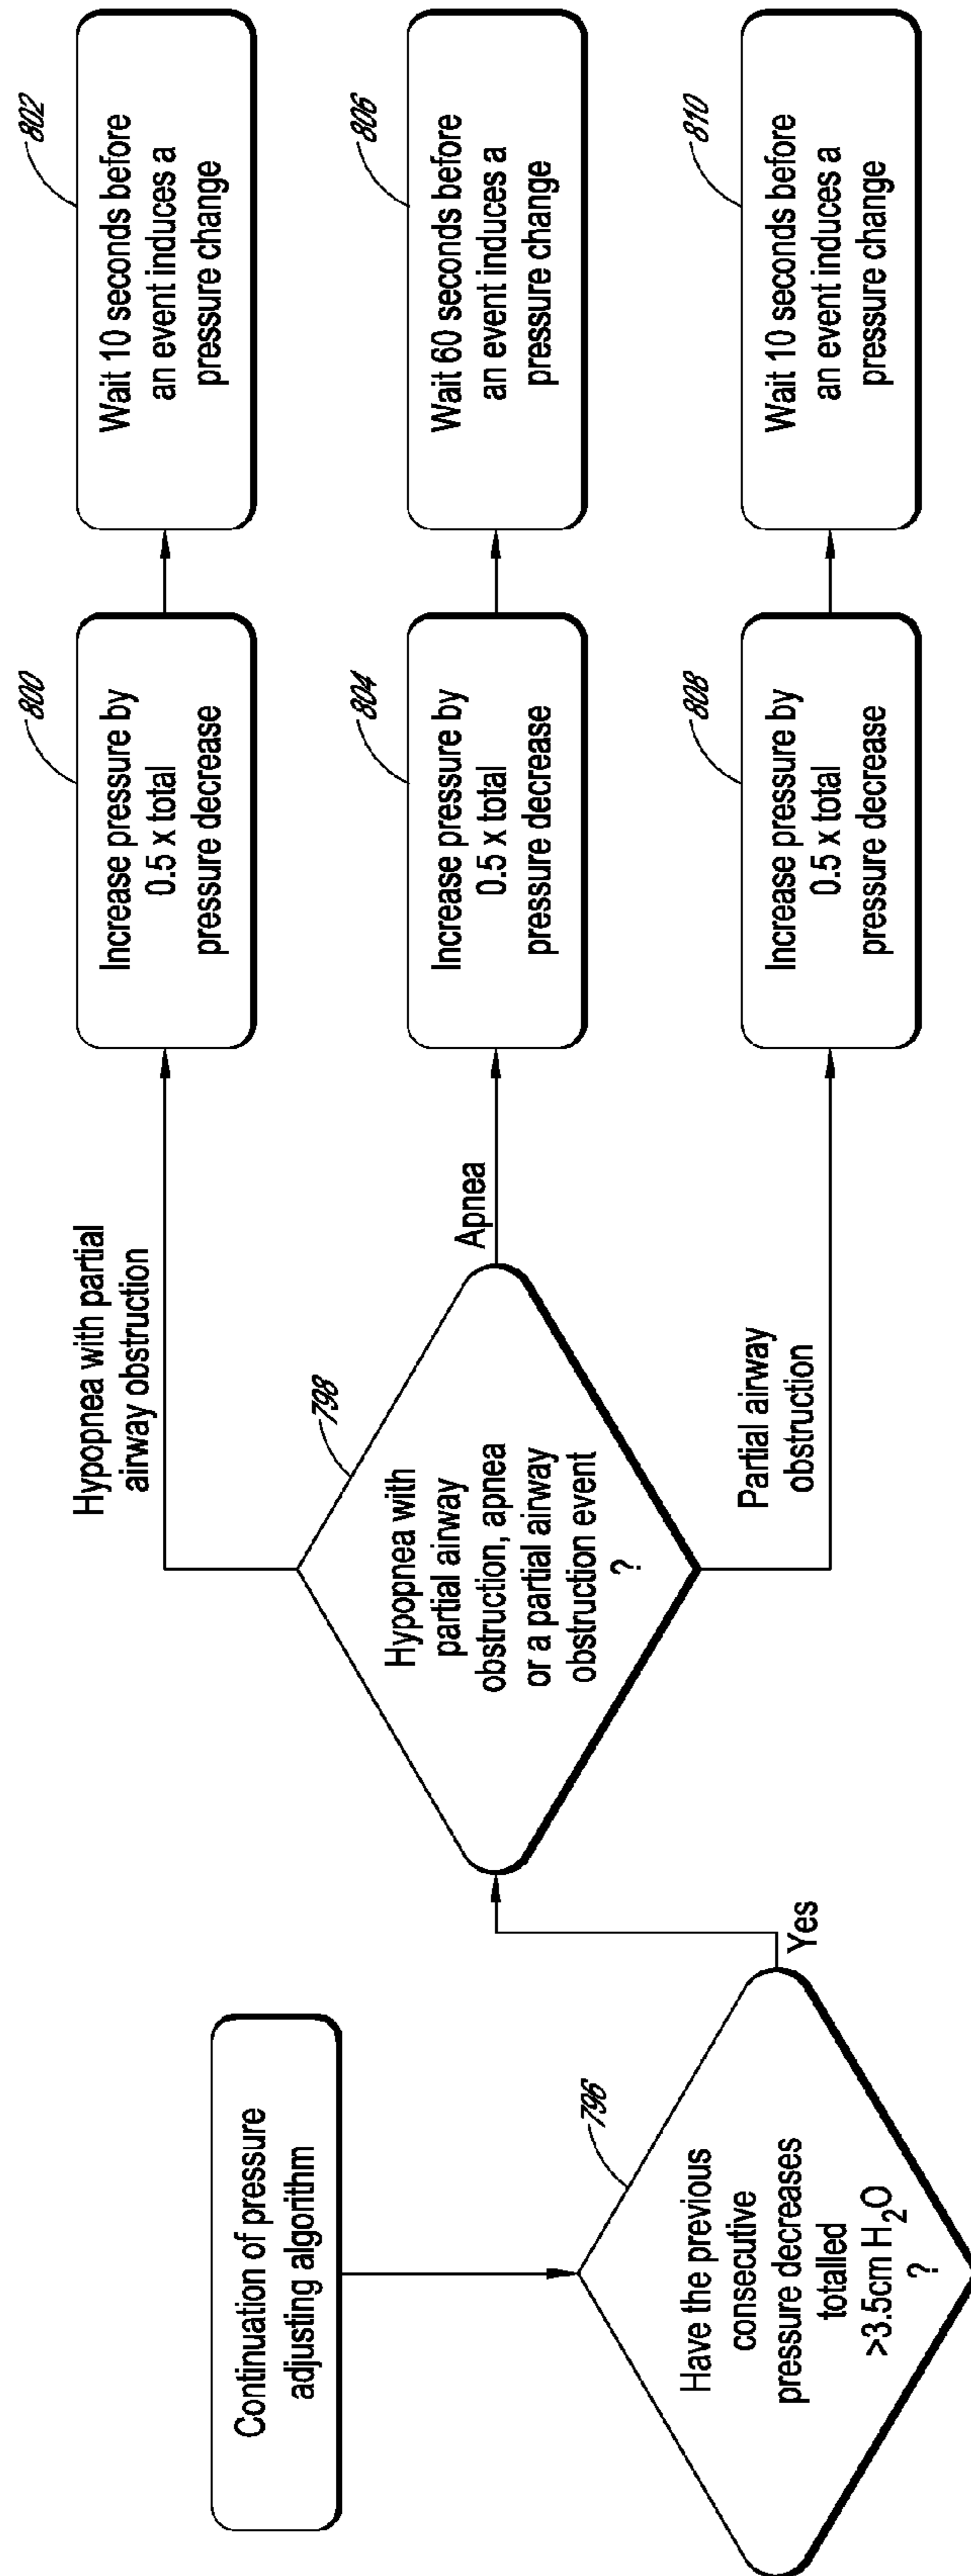 Continuation of pressure
adjusting algorithm
796
Have the previous
consecutive
pressure decreases
totalled
>3.5cm H₂O
?
Yes
798
Hypopnea with
partial airway
obstruction, apnea
or a partial airway
obstruction event
?
Hypopnea with partial
airway obstruction
800
Increase pressure by
0.5 x total
pressure decrease
802
Wait 10 seconds before
an event induces a
pressure change
Apnea
804
Increase pressure by
0.5 x total
pressure decrease
806
Wait 60 seconds before
an event induces a
pressure change
Partial airway
obstruction
808
Increase pressure by
0.5 x total
pressure decrease
810
Wait 10 seconds before
an event induces a
pressure change